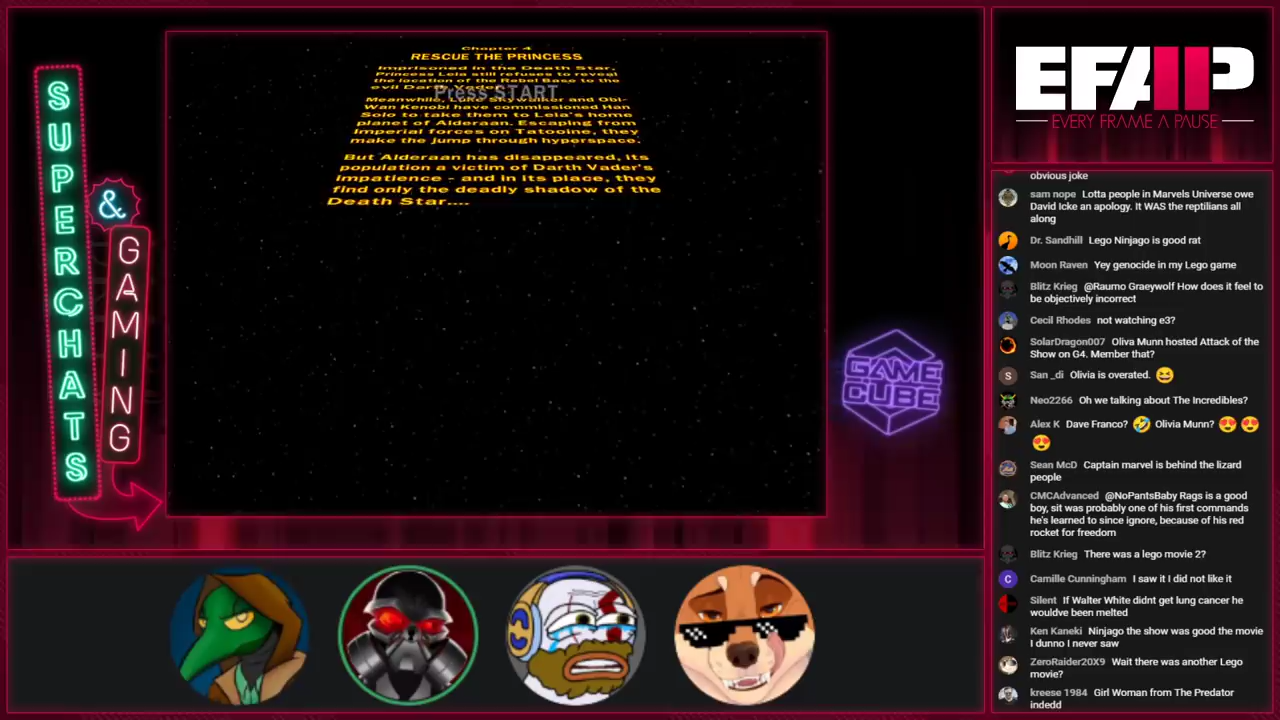 SUPERCHATS
&
GAMING
Chapter 4
RESCUE THE PRINCESS
Imprisoned in the Death Star,
Princess Leia still refuses to reveal
the location of the Rebel Base to the
evil Darth Vader.
Press START
Meanwhile, Luke Skywalker and Obi-
Wan Kenobi have commissioned Han
Solo to take them to Leia's home
planet of Alderaan. Escaping from
Imperial forces on Tatooine, they
make the jump through hyperspace.
But Alderaan has disappeared, its
population a victim of Darth Vader's
impatience - and in its place, they
find only the deadly shadow of the
Death Star....
GAME
CUBE
EFAP
EVERY FRAME A PAUSE
obvious joke
sam nope Lotta people in Marvels Universe owe
David Icke an apology. It WAS the reptilians all
along
Dr. Sandhill Lego Ninjago is good rat
Moon Raven Yey genocide in my Lego game
Blitz Krieg @Raumo Graeywolf How does it feel to
be objectively incorrect
Cecil Rhodes not watching e3?
SolarDragon007 Oliva Munn hosted Attack of the
Show on G4. Member that?
S San _di Olivia is overated. 😆
Neo2266 Oh we talking about The Incredibles?
Alex K Dave Franco? 🤣 Olivia Munn? 😍 😍
😍
Sean McD Captain marvel is behind the lizard
people
CMCAdvanced @NoPantsBaby Rags is a good
boy, sit was probably one of his first commands
he's learned to since ignore, because of his red
rocket for freedom
Blitz Krieg There was a lego movie 2?
C Camille Cunningham I saw it I did not like it
Silent If Walter White didnt get lung cancer he
wouldve been melted
Ken Kaneki Ninjago the show was good the movie
I dunno I never saw
ZeroRaider20X9 Wait there was another Lego
movie?
kreese 1984 Girl Woman from The Predator
indedd